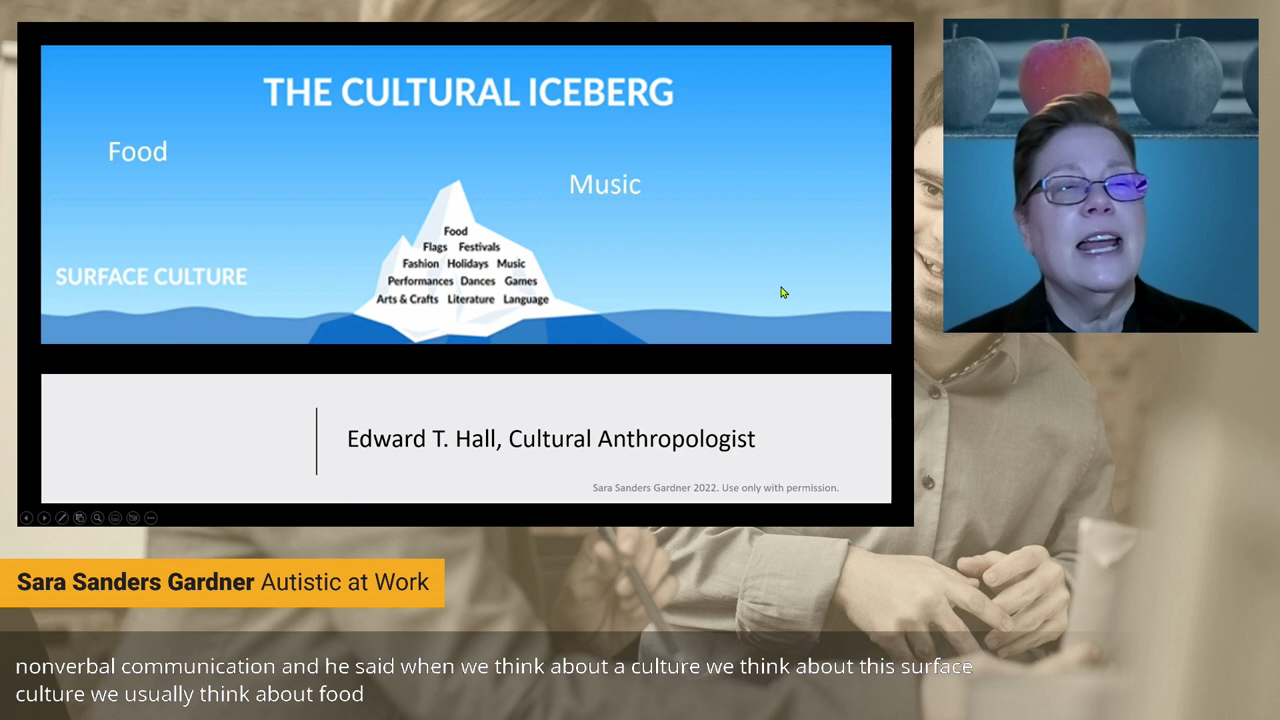 THE CULTURAL ICEBERG
Food
Music
Food
Flags Festivals
Fashion Holidays Music
Performances Dances Games
Arts & Crafts Literature Language
SURFACE CULTURE
Edward T. Hall, Cultural Anthropologist
Sara Sanders Gardner 2022. Use only with permission.
Sara Sanders Gardner Autistic at Work
nonverbal communication and he said when we think about a culture we think about this surface
culture we usually think about food